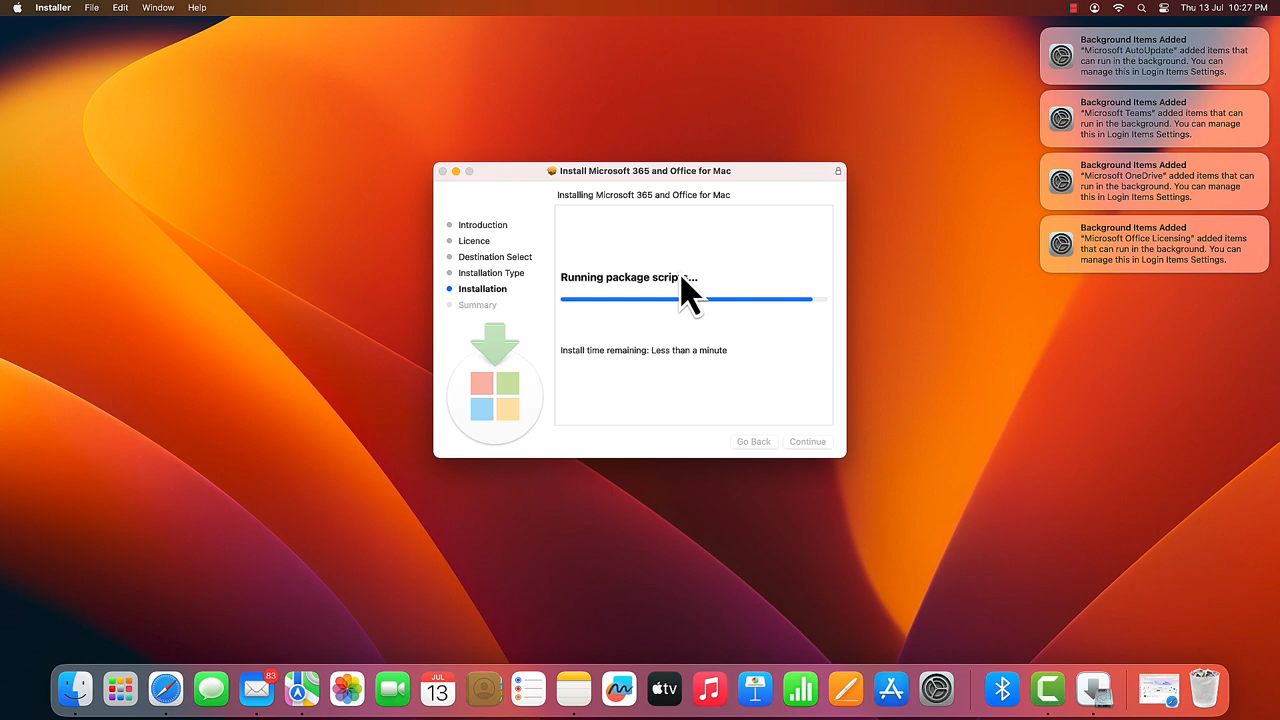 Installer File Edit Window Help
Thu 13 Jul 10:27 PM
Background Items Added
"Microsoft AutoUpdate" added items that
can run in the background. You can
manage this in Login Items Settings.
Background Items Added
"Microsoft Teams" added items that can
run in the background. You can manage
this in Login Items Settings.
Background Items Added
"Microsoft OneDrive" added items that
can run in the background. You can
manage this in Login Items Settings.
Background Items Added
"Microsoft Office Licensing" added items
that can run in the background. You can
manage this in Login Items Settings.
Install Microsoft 365 and Office for Mac
Installing Microsoft 365 and Office for Mac
Introduction
Licence
Destination Select
Installation Type
Installation
Summary
Running package
Install time remaining: Less than a minute
Go Back
Continue
83
JUL
13
tv